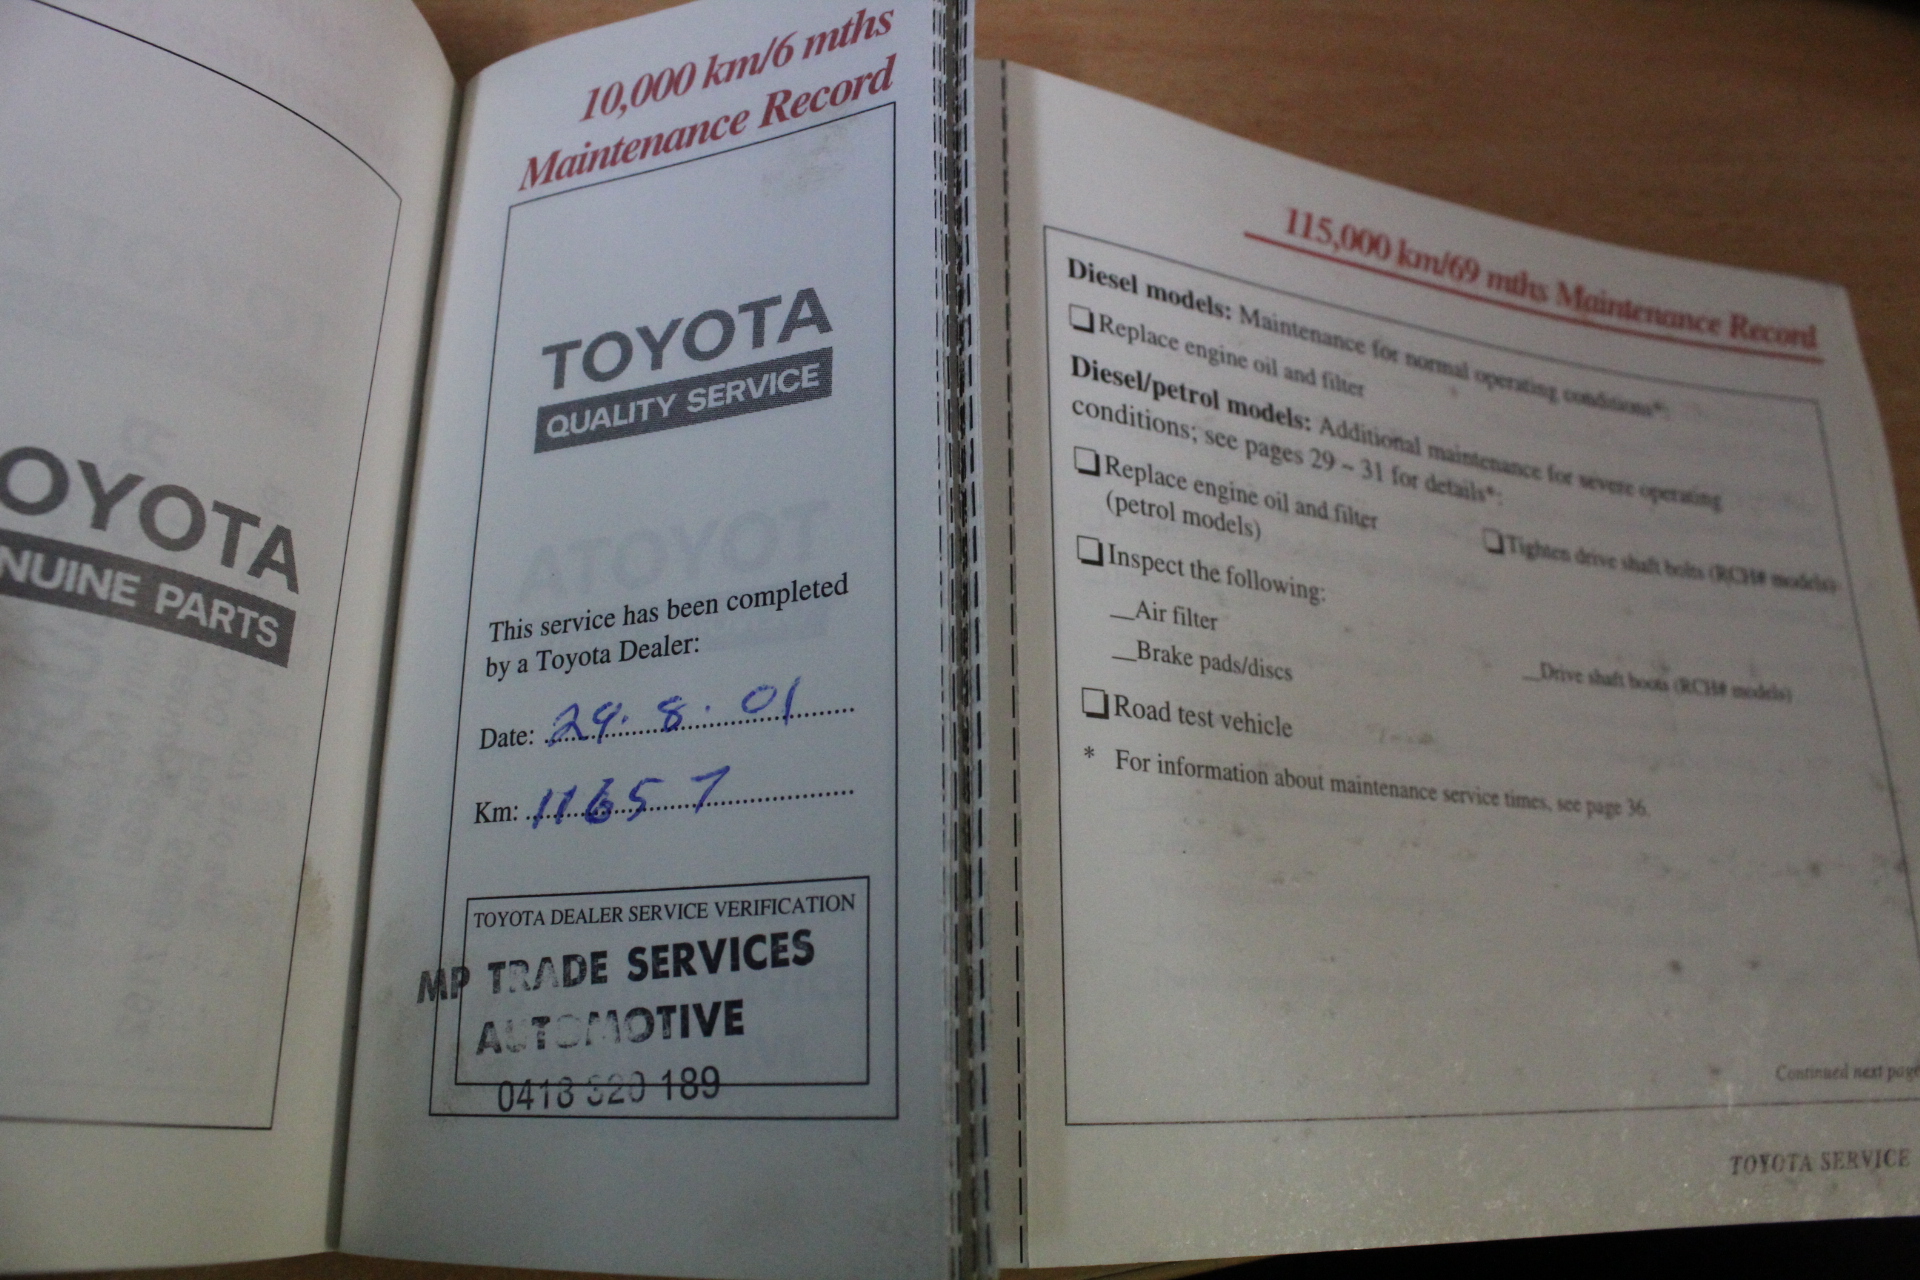 OYOTA
NUINE PARTS
10,000 km/6 mths
Maintenance Record
TOYOTA
QUALITY SERVICE
This service has been completed
by a Toyota Dealer:
Date: 29.8.01
Km: 11657
TOYOTA DEALER SERVICE VERIFICATION
MP TRADE SERVICES
AUTOMOTIVE
189
115,000 km/69 mths Maintenance Record
Diesel models: Maintenance for normal operating conditions*:
Replace engine oil and filter
Diesel/petrol models: Additional maintenance for severe operating
conditions; see pages 29 – 31 for details*:
Replace engine oil and filter
(petrol models)
Tighten drive shaft bolts (RCH# models)
Inspect the following:
Air filter
Brake pads/discs
Drive shaft boots (RCH# models)
Road test vehicle
* For information about maintenance service times, see page 36.
Continued next page
TOYOTA SERVICE